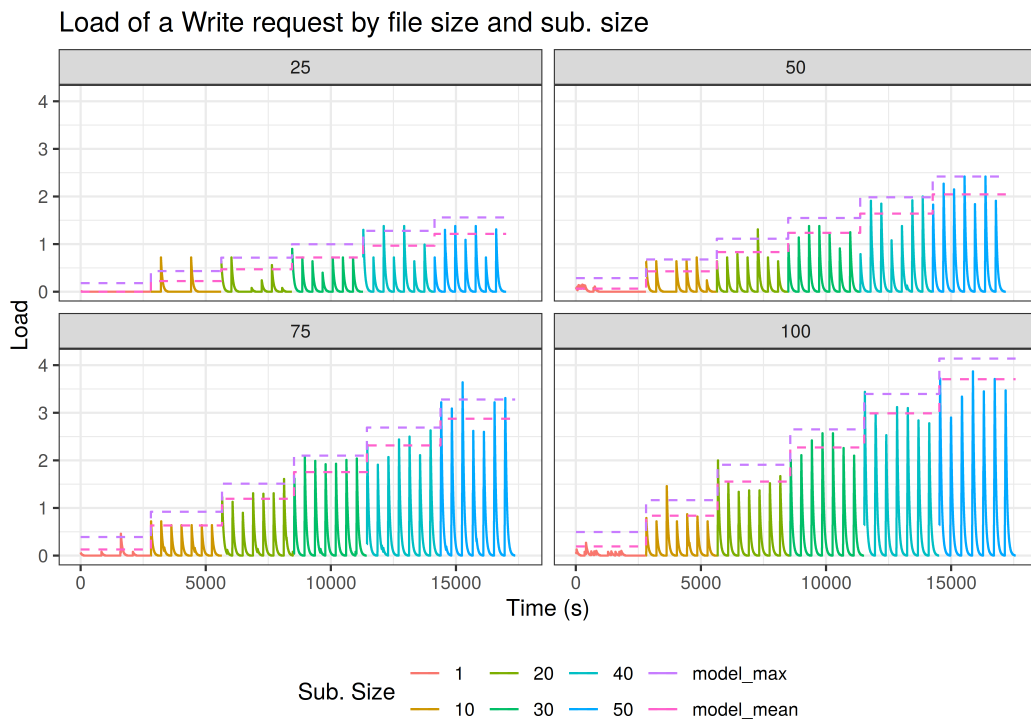 Load of a Write request by file size and sub. size
25 50
4
3
2
1
0
75 100
4
3
2
1
0
Load
0 5000 10000 15000 0 5000 10000 15000
Time (s)
Sub. Size
1 20 40 model_max
10 30 50 model_mean